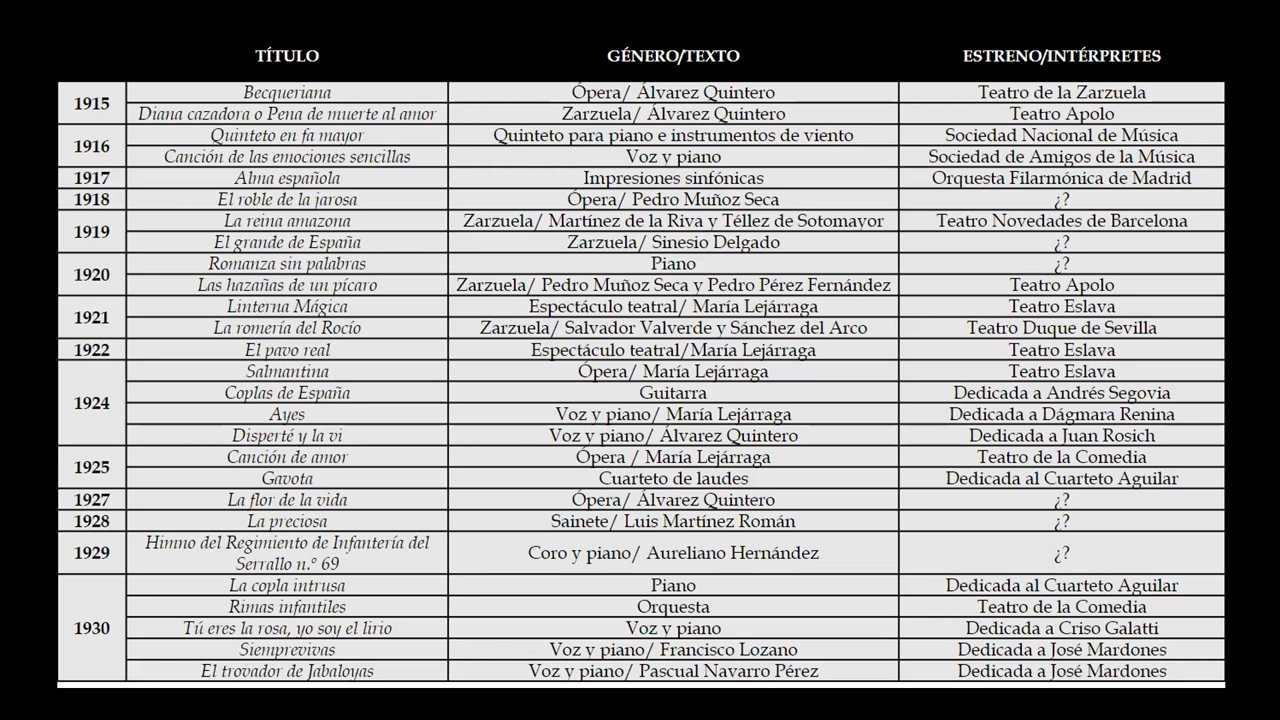 TÍTULO GÉNERO/TEXTO ESTRENO/INTÉRPRETES
1915 Becqueriana Ópera/ Álvarez Quintero Teatro de la Zarzuela
Diana cazadora o Pena de muerte al amor Zarzuela/ Álvarez Quintero Teatro Apolo
1916 Quinteto en fa mayor Quinteto para piano e instrumentos de viento Sociedad Nacional de Música
Canción de las emociones sencillas Voz y piano Sociedad de Amigos de la Música
1917 Alma española Impresiones sinfónicas Orquesta Filarmónica de Madrid
1918 El roble de la jarosa Ópera/ Pedro Muñoz Seca ¿?
1919 La reina amazona Zarzuela/ Martínez de la Riva y Téllez de Sotomayor Teatro Novedades de Barcelona
El grande de España Zarzuela/ Sinesio Delgado ¿?
1920 Romanza sin palabras Piano ¿?
Las hazañas de un pícaro Zarzuela/ Pedro Muñoz Seca y Pedro Pérez Fernández Teatro Apolo
1921 Linterna Mágica Espectáculo teatral/ María Lejárraga Teatro Eslava
La romería del Rocío Zarzuela/ Salvador Valverde y Sánchez del Arco Teatro Duque de Sevilla
1922 El pavo real Espectáculo teatral/María Lejárraga Teatro Eslava
1924 Salmantina Ópera/ María Lejárraga Teatro Eslava
Coplas de España Guitarra Dedicada a Andrés Segovia
Ayes Voz y piano/ María Lejárraga Dedicada a Dágmara Renina
Disperté y la vi Voz y piano/ Álvarez Quintero Dedicada a Juan Rosich
1925 Canción de amor Ópera / María Lejárraga Teatro de la Comedia
Gavota Cuarteto de laudes Dedicada al Cuarteto Aguilar
1927 La flor de la vida Ópera/ Álvarez Quintero ¿?
1928 La preciosa Sainete/ Luis Martínez Román ¿?
1929 Himno del Regimiento de Infantería del
Serrallo n.º 69 Coro y piano/ Aureliano Hernández ¿?
1930 La copla intrusa Piano Dedicada al Cuarteto Aguilar
Rimas infantiles Orquesta Teatro de la Comedia
Tú eres la rosa, yo soy el lirio Voz y piano Dedicada a Criso Galatti
Siemprevivas Voz y piano/ Francisco Lozano Dedicada a José Mardones
El trovador de Jabaloyas Voz y piano/ Pascual Navarro Pérez Dedicada a José Mardones